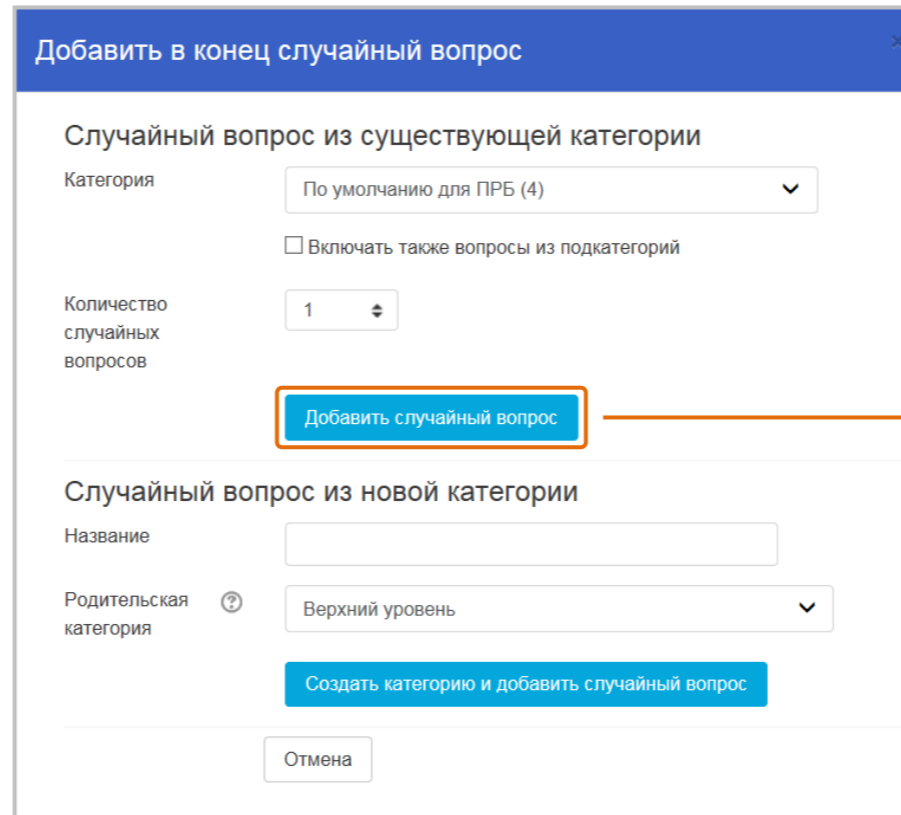 Добавить в конец случайный вопрос
Случайный вопрос из существующей категории
Категория
По умолчанию для ПРБ (4)
Включать также вопросы из подкатегорий
Количество
случайных
вопросов
1
Добавить случайный вопрос
Случайный вопрос из новой категории
Название
Родительская
категория
?
Верхний уровень
Создать категорию и добавить случайный вопрос
Отмена